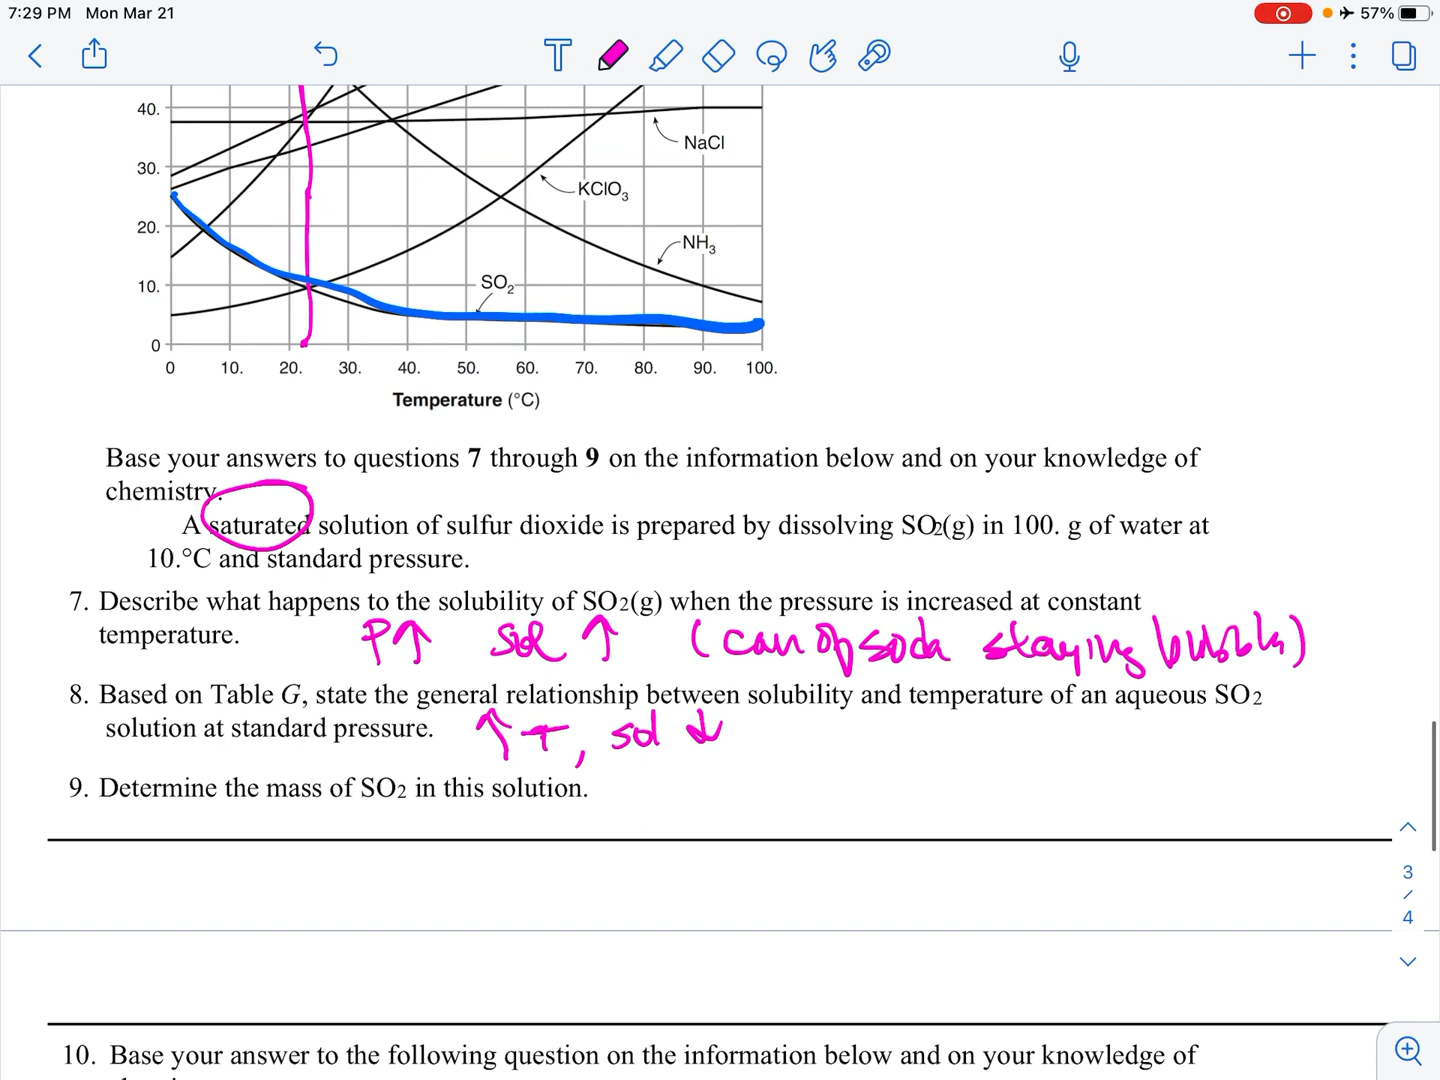 7:29 PM Mon Mar 21
57%
40.
NaCl
30.
KClO3
20.
NH3
10.
SO2
0
0 10. 20. 30. 40. 50. 60. 70. 80. 90. 100.
Temperature (°C)
Base your answers to questions 7 through 9 on the information below and on your knowledge of
chemistry.
A saturated solution of sulfur dioxide is prepared by dissolving SO2(g) in 100. g of water at
10.°C and standard pressure.
7. Describe what happens to the solubility of SO2(g) when the pressure is increased at constant
temperature.
P↑ sol ↑ (can of soda staying bubbly)
8. Based on Table G, state the general relationship between solubility and temperature of an aqueous SO2
solution at standard pressure.
↑T, sol ↓
9. Determine the mass of SO2 in this solution.
3
/
4
10. Base your answer to the following question on the information below and on your knowledge of